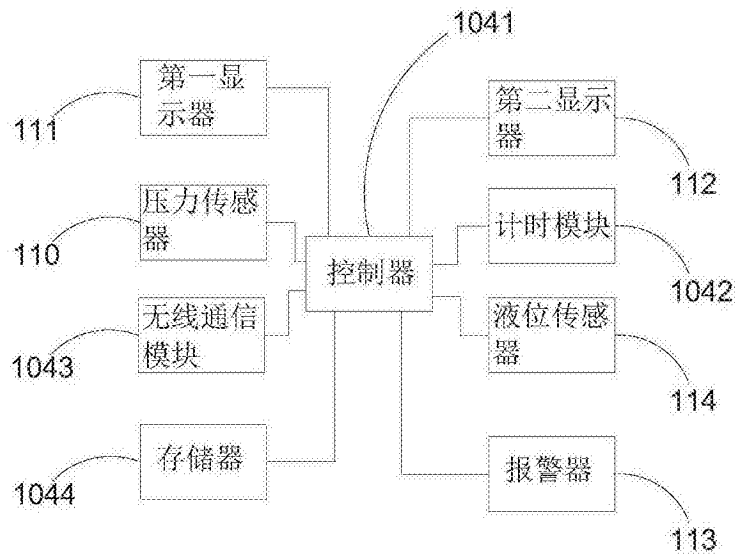 1041
第一显
示器
111
第二显示
器
112
压力传感
器
110
计时模块
1042
控制器
无线通信
模块
1043
液位传感
器
114
存储器
1044
报警器
113